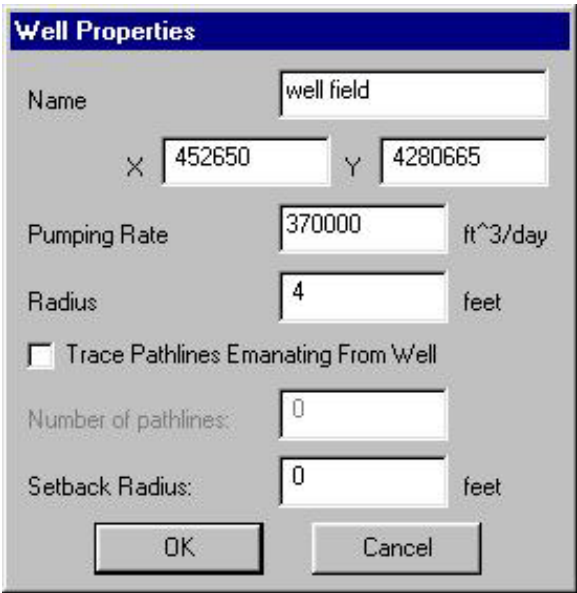 Well Properties
Name well field
X 452650 Y 4280665
Pumping Rate 370000 ft^3/day
Radius 4 feet
Trace Pathlines Emanating From Well
Number of pathlines: 0
Setback Radius: 0 feet
OK Cancel